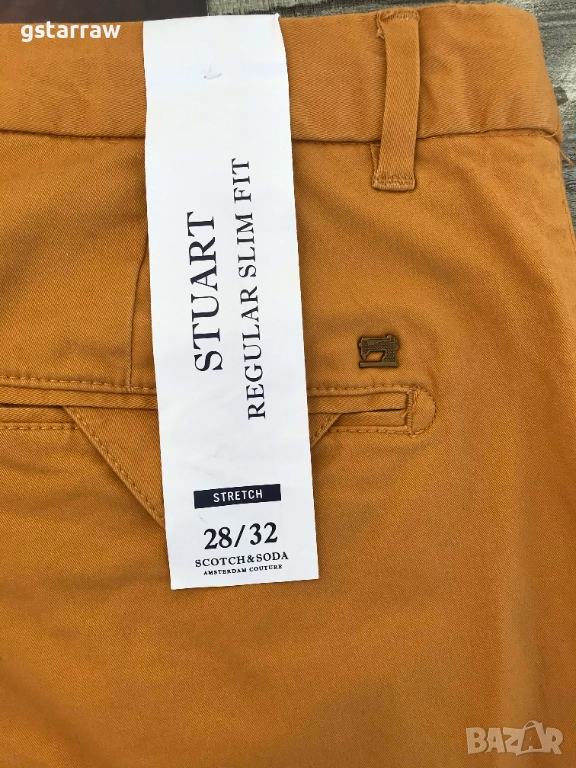 gstarraw
STUART
REGULAR SLIM FIT
STRETCH
28/32
SCOTCH&SODA
AMSTERDAM COUTURE
BAZAR